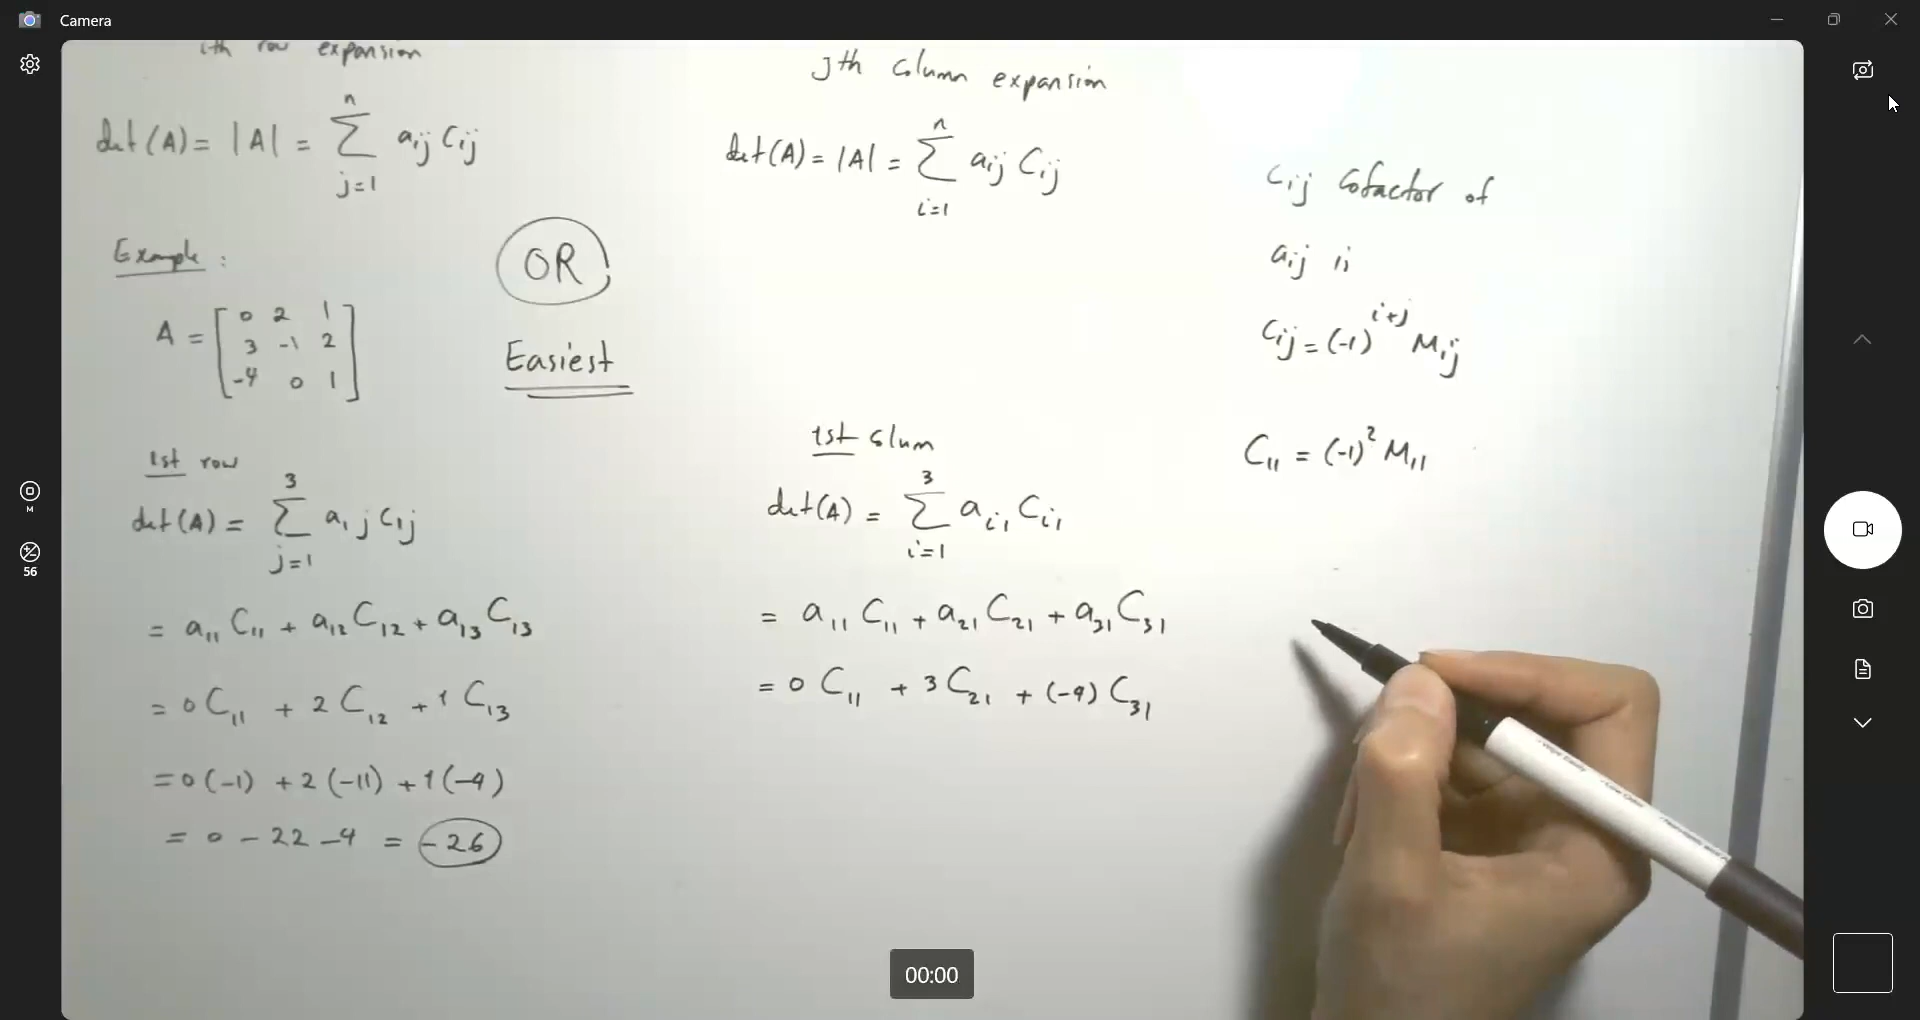 Camera
ith row expansion
det(A) = |A| = n∑j=1 aij Cij
Example :
A = [0 2 1
3 -1 2
-4 0 1]
OR
Easiest
1st row
det(A) = 3∑j=1 a1j C1j
= a11 C11 + a12 C12 + a13 C13
= 0 C11 + 2 C12 + 1 C13
= 0(-1) + 2(-11) + 1(-4)
= 0 - 22 - 4 = -26
jth column expansion
det(A) = |A| = n∑i=1 aij Cij
1st colum
det(A) = 3∑i=1 ai1 Ci1
= a11 C11 + a21 C21 + a31 C31
= 0 C11 + 3 C21 + (-4) C31
Cij Cofactor of
aij is
Cij = (-1)^i+j Mij
C11 = (-1)^2 M11
M
56
00:00